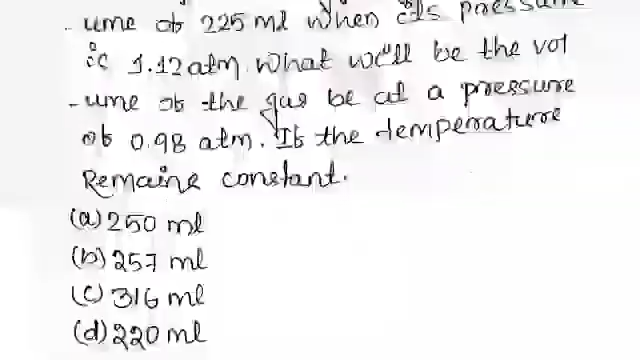 -ume of 225 ml when its pressure
is 1.12 atm. what will be the vol
-ume of the gas be at a pressure
of 0.98 atm. If the temperature
Remains constant.
(a) 250 ml
(b) 257 ml
(c) 316 ml
(d) 220 ml